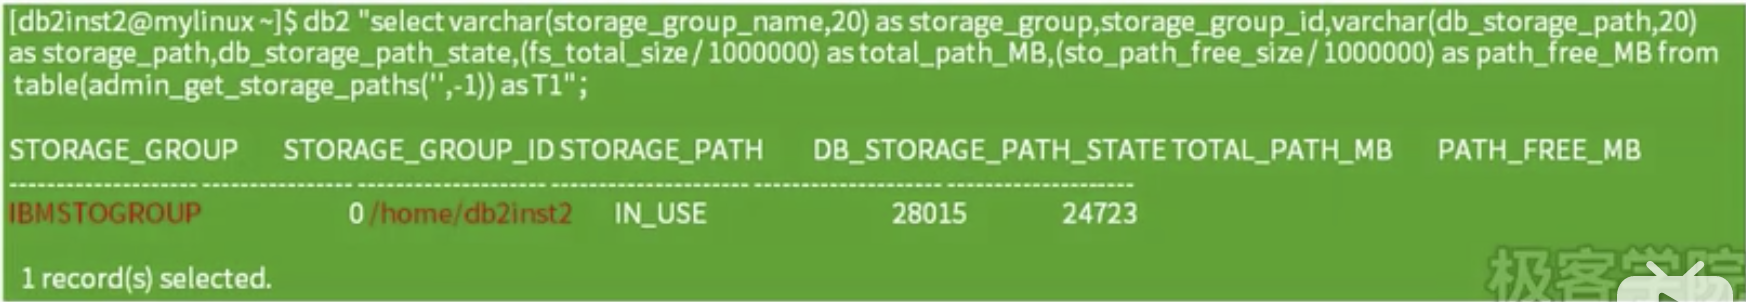 [db2inst2@mylinux ~]$ db2 "select varchar(storage_group_name,20) as storage_group,storage_group_id,varchar(db_storage_path,20)
as storage_path,db_storage_path_state,(fs_total_size / 1000000) as total_path_MB,(sto_path_free_size / 1000000) as path_free_MB from
table(admin_get_storage_paths('',-1)) as T1" ;
STORAGE_GROUP STORAGE_GROUP_ID STORAGE_PATH DB_STORAGE_PATH_STATE TOTAL_PATH_MB PATH_FREE_MB
-------------------- ---------------- -------------------- --------------------- -------------------- --------------------
IBMSTOGROUP 0 /home/db2inst2 IN_USE 28015 24723
1 record(s) selected.
极客学院